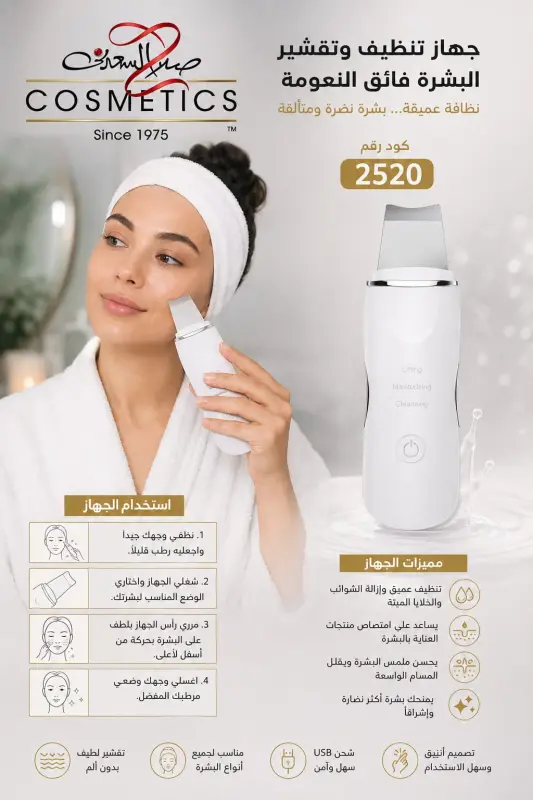 صلاح السعدني
COSMETICS
Since 1975
TM
جهاز تنظيف وتقشير
البشرة فائق النعومة
نظافة عميقة... بشرة نضرة ومتألقة
كود رقم
2520
Lifting
Moisturizing
Cleansing
استخدام الجهاز
1. نظفي وجهك جيداً
واجعليه رطب قليلاً.
2. شغلي الجهاز واختاري
الوضع المناسب لبشرتك.
3. مرري رأس الجهاز بلطف
على البشرة بحركة من
أسفل لأعلى.
4. اغسلي وجهك وضعي
مرطبك المفضل.
مميزات الجهاز
تنظيف عميق وإزالة الشوائب
والخلايا الميتة
يساعد على امتصاص منتجات
العناية بالبشرة
يحسن ملمس البشرة ويقلل
المسام الواسعة
يمنحك بشرة أكثر نضارة
وإشراقاً
تصميم أنيق
وسهل الاستخدام
شحن USB
سهل وآمن
مناسب لجميع
أنواع البشرة
تقشير لطيف
بدون ألم